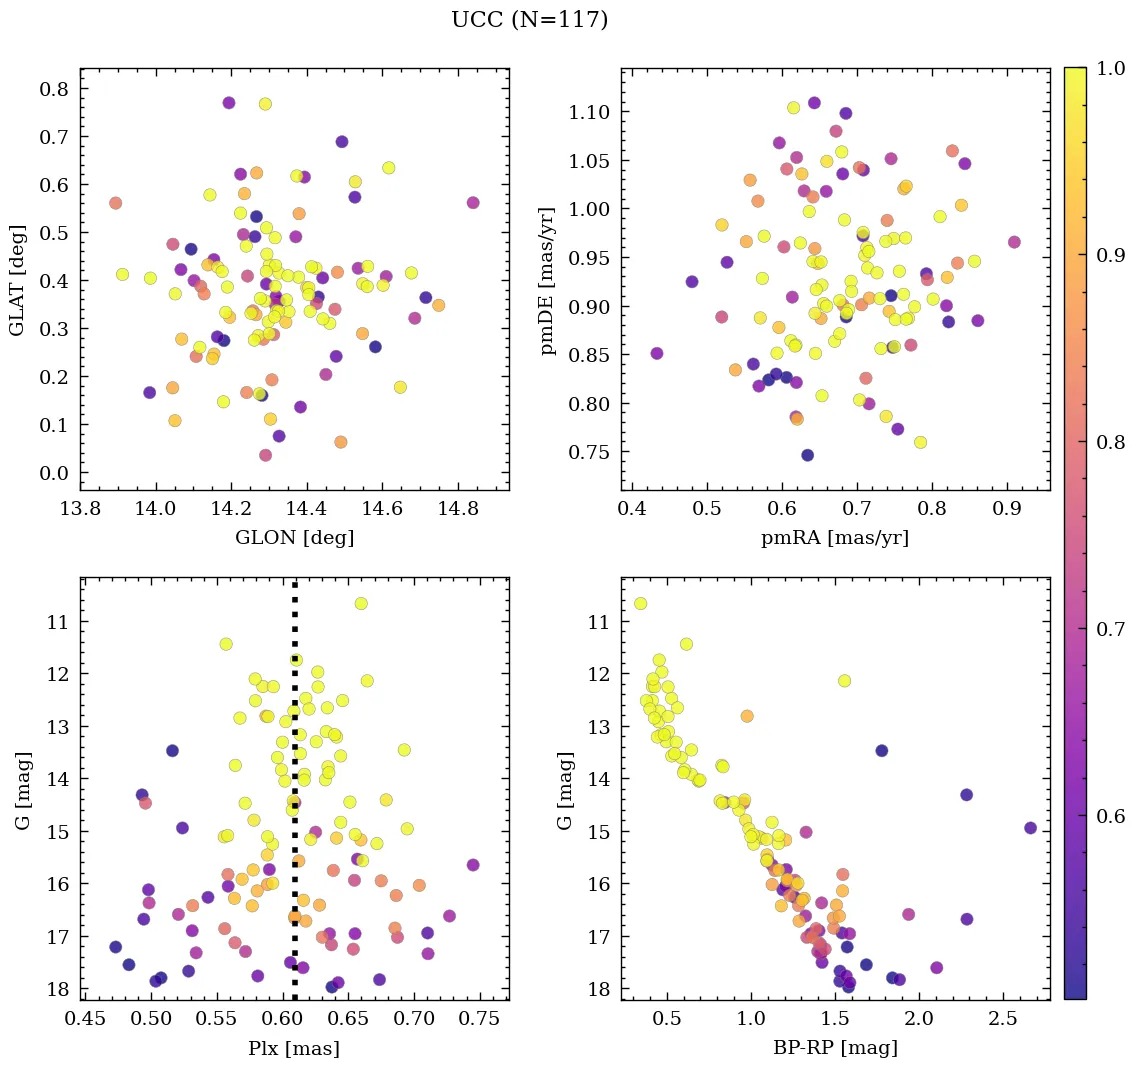 UCC (N=117)
0.8
0.7
0.6
0.5
0.4
0.3
0.2
0.1
0.0
GLAT [deg]
13.8 14.0 14.2 14.4 14.6 14.8
GLON [deg]
1.10
1.05
1.00
0.95
0.90
0.85
0.80
0.75
pmDE [mas/yr]
0.4 0.5 0.6 0.7 0.8 0.9
pmRA [mas/yr]
11
12
13
14
15
16
17
18
G [mag]
0.45 0.50 0.55 0.60 0.65 0.70 0.75
Plx [mas]
11
12
13
14
15
16
17
18
G [mag]
0.5 1.0 1.5 2.0 2.5
BP-RP [mag]
1.0
0.9
0.8
0.7
0.6